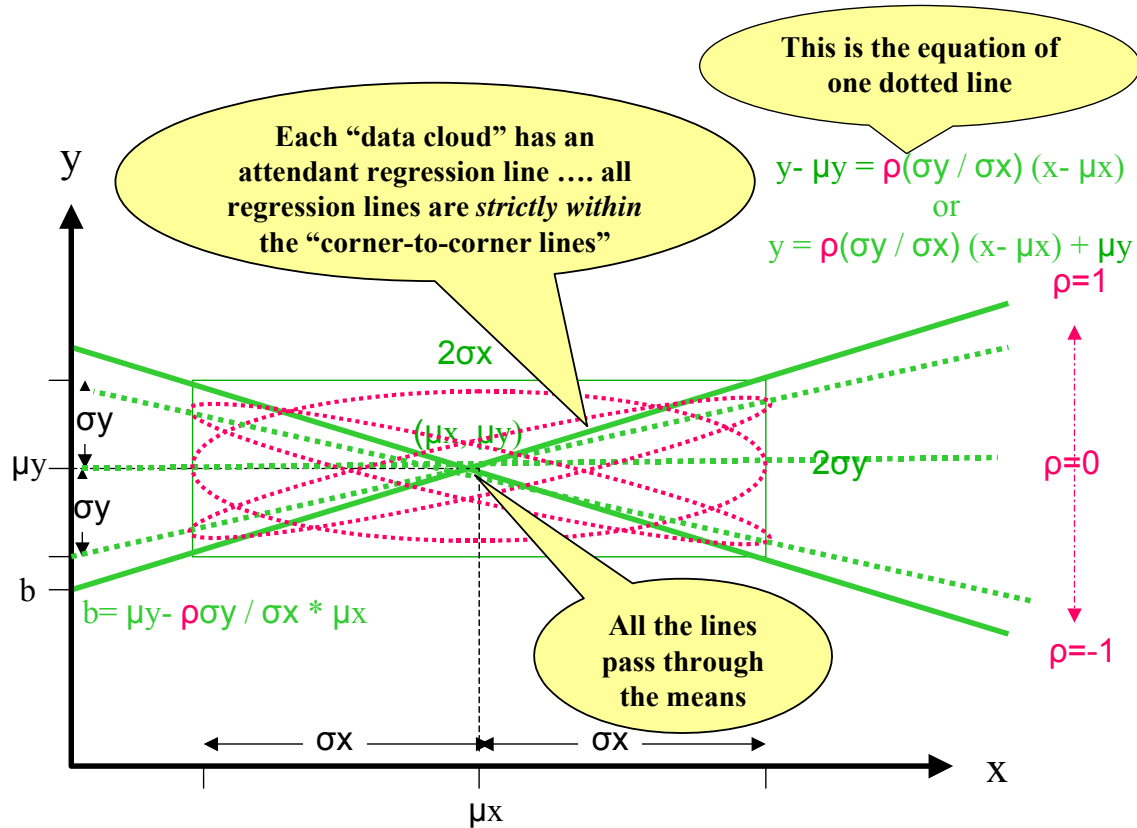 This is the equation of
one dotted line
Each “data cloud” has an
attendant regression line …. all
regression lines are strictly within
the “corner-to-corner lines”
y- µy = ρ(σy / σx) (x- µx)
or
y = ρ(σy / σx) (x- µx) + µy
y
ρ=1
2σx
σy
(µx, µy)
µy
2σy
ρ=0
σy
b
b= µy- ρσy / σx * µx
All the lines
pass through
the means
ρ=-1
σx
σx
x
µx